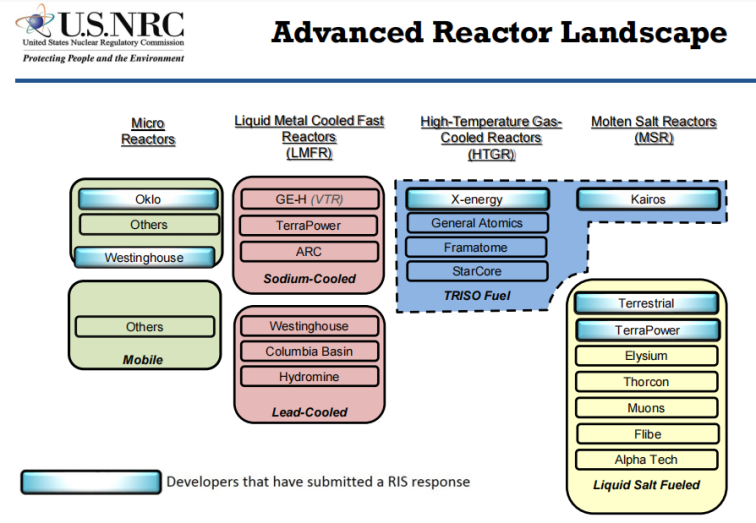 U.S.NRC
United States Nuclear Regulatory Commission
Protecting People and the Environment
Advanced Reactor Landscape
Micro
Reactors
Liquid Metal Cooled Fast
Reactors
(LMFR)
High-Temperature Gas-
Cooled Reactors
(HTGR)
Molten Salt Reactors
(MSR)
Oklo
Others
Westinghouse
Others
Mobile
GE-H (VTR)
TerraPower
ARC
Sodium-Cooled
Westinghouse
Columbia Basin
Hydromine
Lead-Cooled
X-energy
General Atomics
Framatome
StarCore
TRISO Fuel
Kairos
Terrestrial
TerraPower
Elysium
Thorcon
Muons
Flibe
Alpha Tech
Liquid Salt Fueled
Developers that have submitted a RIS response